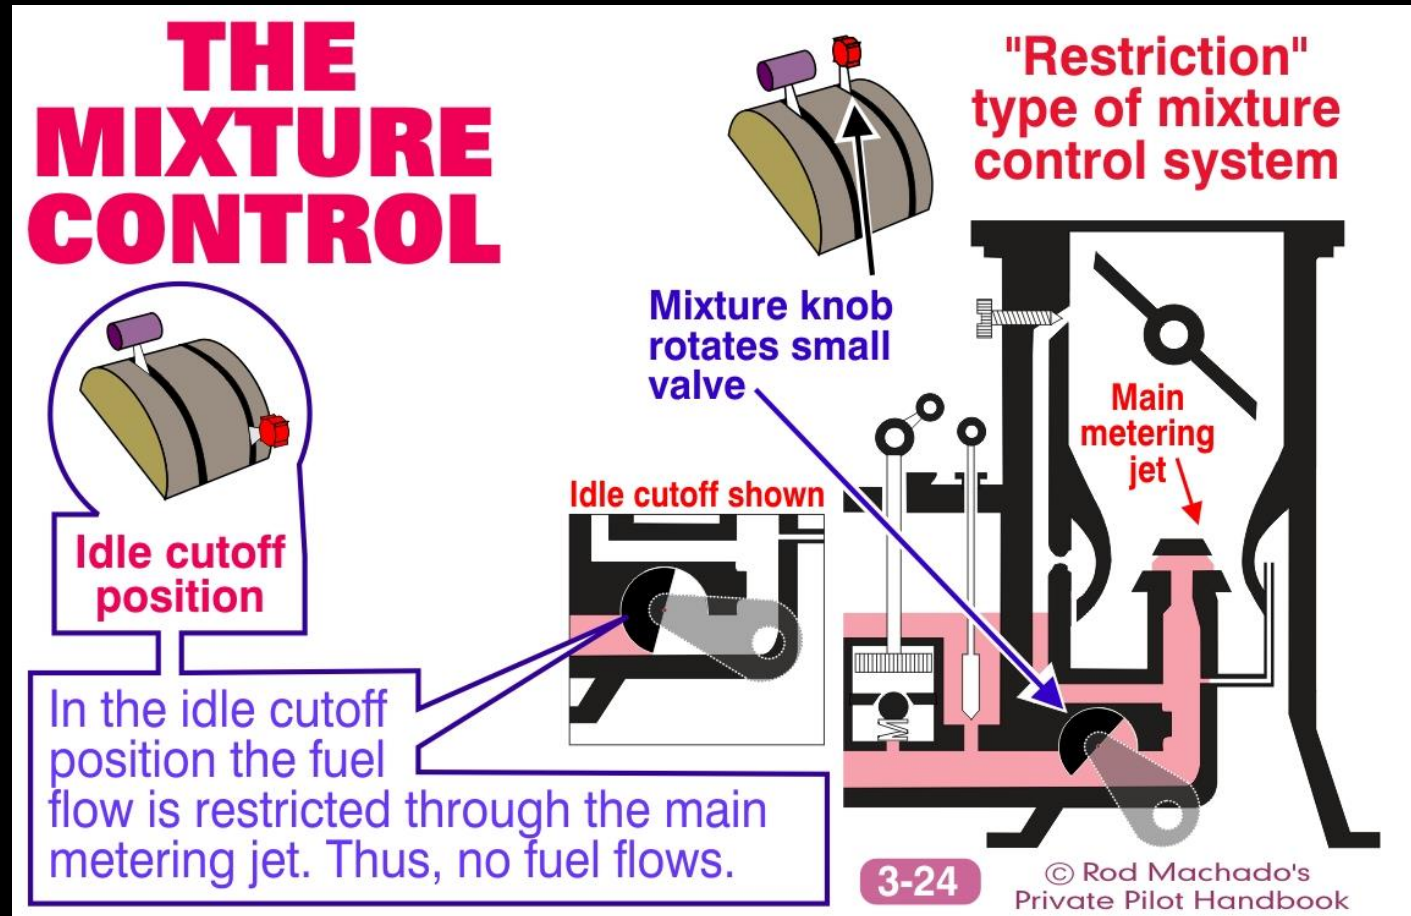 THE
MIXTURE
CONTROL
"Restriction"
type of mixture
control system
Mixture knob
rotates small
valve
Main
metering
jet
Idle cutoff shown
Idle cutoff
position
In the idle cutoff
position the fuel
flow is restricted through the main
metering jet. Thus, no fuel flows.
3-24
© Rod Machado's
Private Pilot Handbook